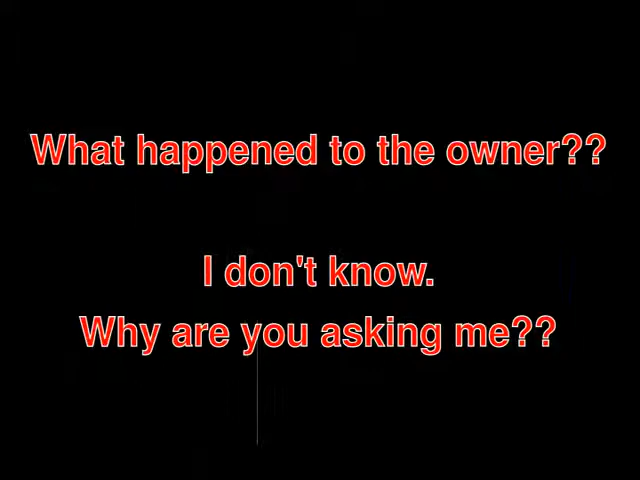 What happened to the owner??
I don't know.
Why are you asking me??